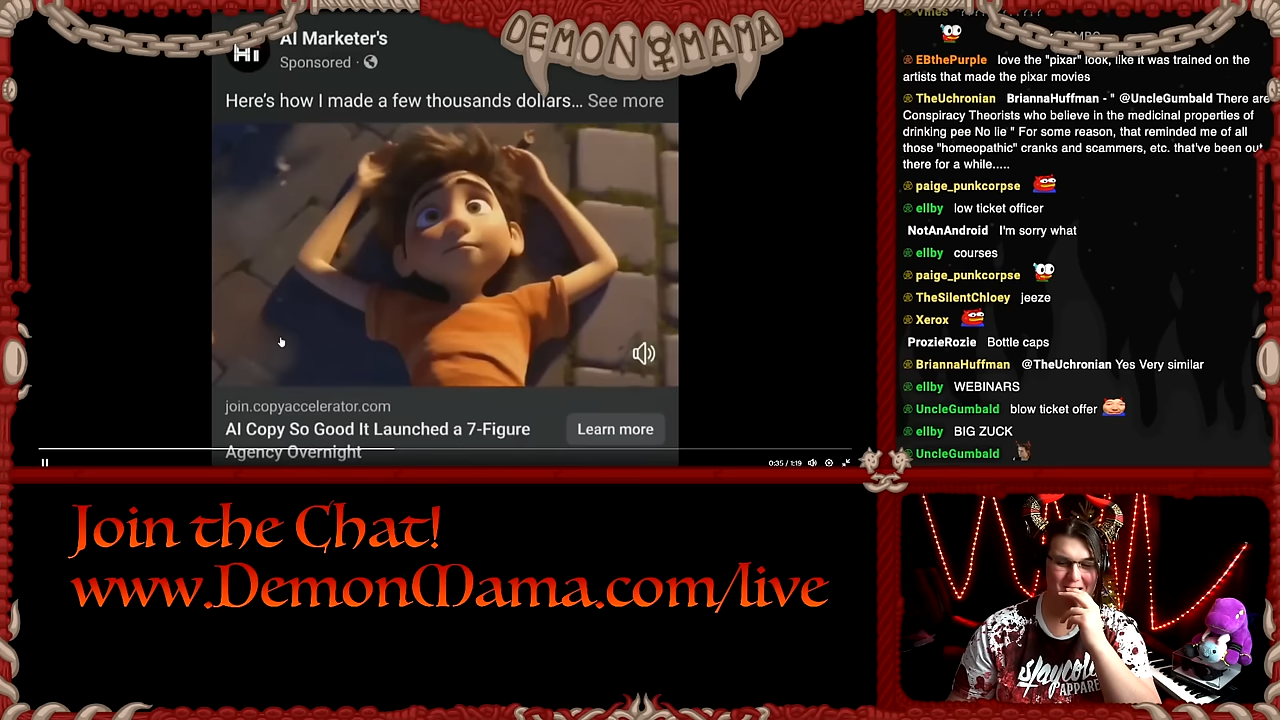 DEMON MAMA
AI Marketer's
Sponsored ·
Here's how I made a few thousands dollars... See more
join.copyaccelerator.com
AI Copy So Good It Launched a 7-Figure
Agency Overnight
Learn more
0:35 / 1:19
Join the Chat!
www.DemonMama.com/live
EBthePurple love the "pixar" look, like it was trained on the
artists that made the pixar movies
TheUchronian BriannaHuffman - " @UncleGumbald There are
Conspiracy Theorists who believe in the medicinal properties of
drinking pee No lie " For some reason, that reminded me of all
those "homeopathic" cranks and scammers, etc. that've been out
there for a while.....
paige_punkcorpse
ellby low ticket officer
NotAnAndroid I'm sorry what
ellby courses
paige_punkcorpse
TheSilentChloey jeeze
Xerox
ProzieRozie Bottle caps
BriannaHuffman @TheUchronian Yes Very similar
ellby WEBINARS
UncleGumbald blow ticket offer
ellby BIG ZUCK
UncleGumbald
slaycole
APPAREL